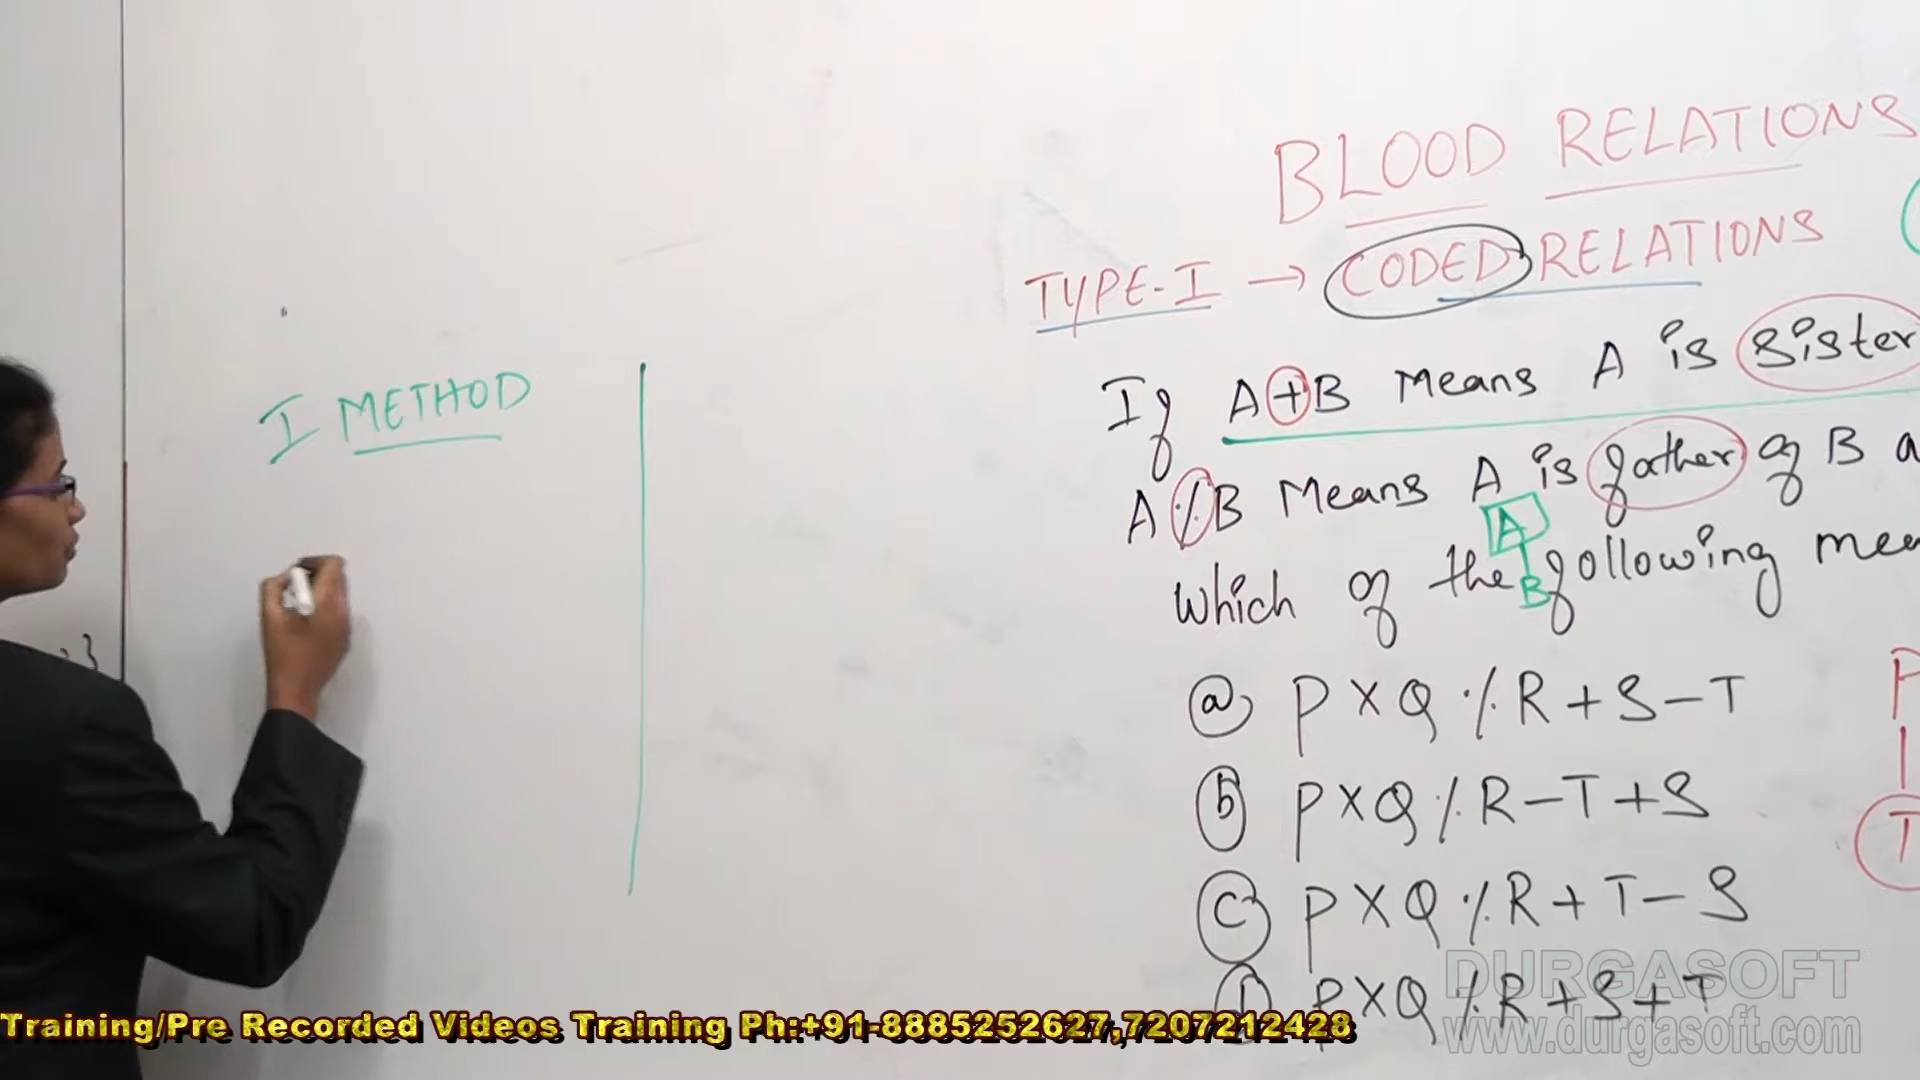 BLOOD RELATIONS
TYPE-I → CODED RELATIONS
I METHOD
If A+B Means A is sister
A % B Means A is father of B a
Which of the following mea
A
B
(a) P X Q % R + S - T
(b) P X Q % R - T + S
(c) P X Q % R + T - S
P X Q % R + S + T
P
T
DURGASOFT
www.durgasoft.com
Training/Pre Recorded Videos Training Ph:+91-8885252627,7207212428